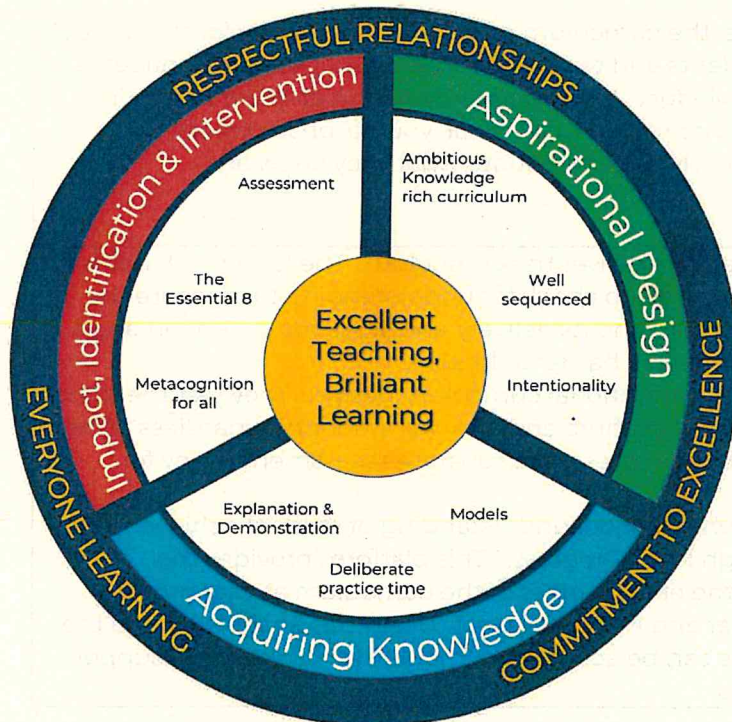 RESPECTFUL RELATIONSHIPS
Impact, Identification & Intervention
Aspirational Design
Assessment
Ambitious
Knowledge
rich curriculum
The
Essential 8
Well
sequenced
Excellent
Teaching,
Brilliant
Learning
Metacognition
for all
Intentionality
Explanation &
Demonstration
Models
Deliberate
practice time
Acquiring Knowledge
EVERYONE LEARNING
COMMITMENT TO EXCELLENCE